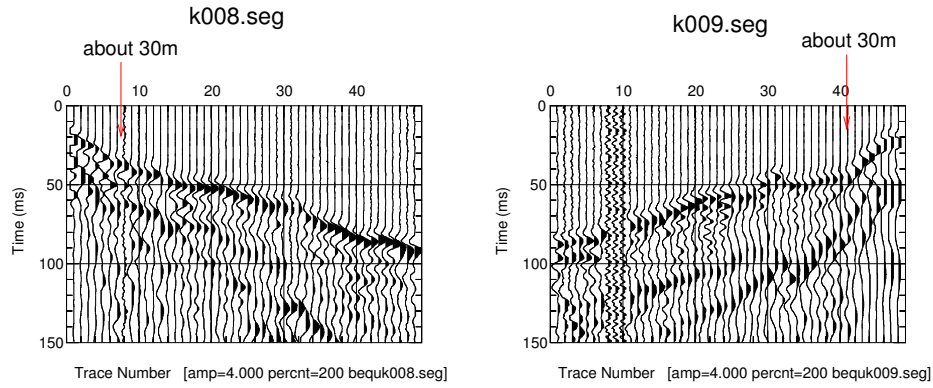 k008.seg
about 30m
0 10 20 30 40
0
50
100
150
Time (ms)
Trace Number [amp=4.000 percnt=200 bequk008.seg]
k009.seg
about 30m
0 10 20 30 40
0
50
100
150
Time (ms)
Trace Number [amp=4.000 percnt=200 bequk009.seg]